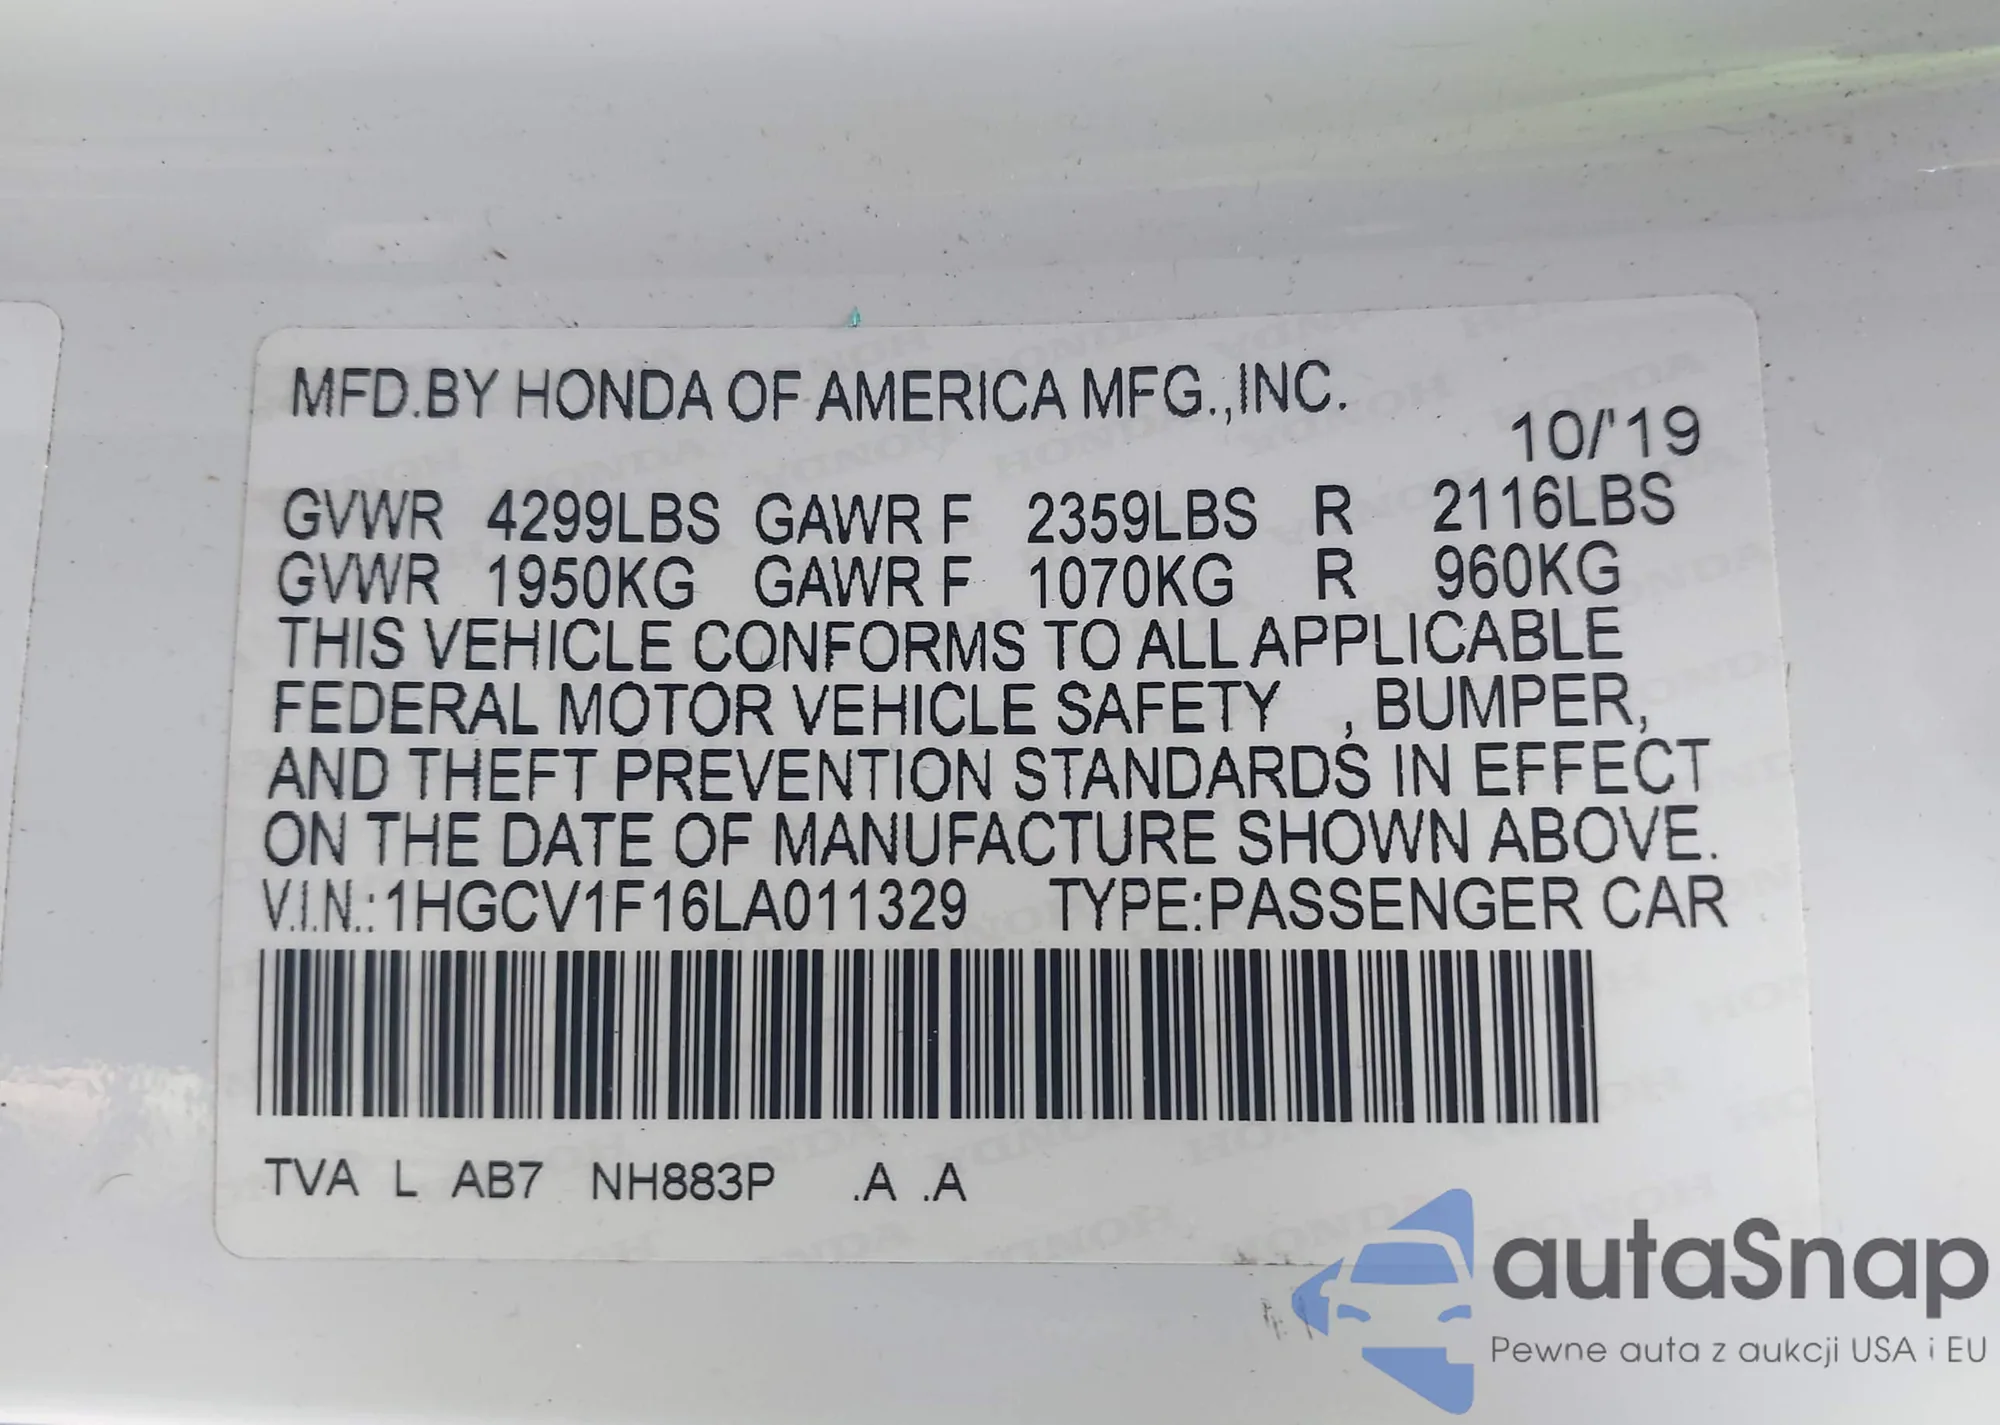 MFD.BY HONDA OF AMERICA MFG.,INC.
10/'19
GVWR 4299LBS GAWR F 2359LBS R 2116LBS
GVWR 1950KG GAWR F 1070KG R 960KG
THIS VEHICLE CONFORMS TO ALL APPLICABLE
FEDERAL MOTOR VEHICLE SAFETY , BUMPER,
AND THEFT PREVENTION STANDARDS IN EFFECT
ON THE DATE OF MANUFACTURE SHOWN ABOVE.
V.I.N.:1HGCV1F16LA011329 TYPE:PASSENGER CAR
TVA L AB7 NH883P .A .A
autaSnap
Pewne auta z aukcji USA i EU